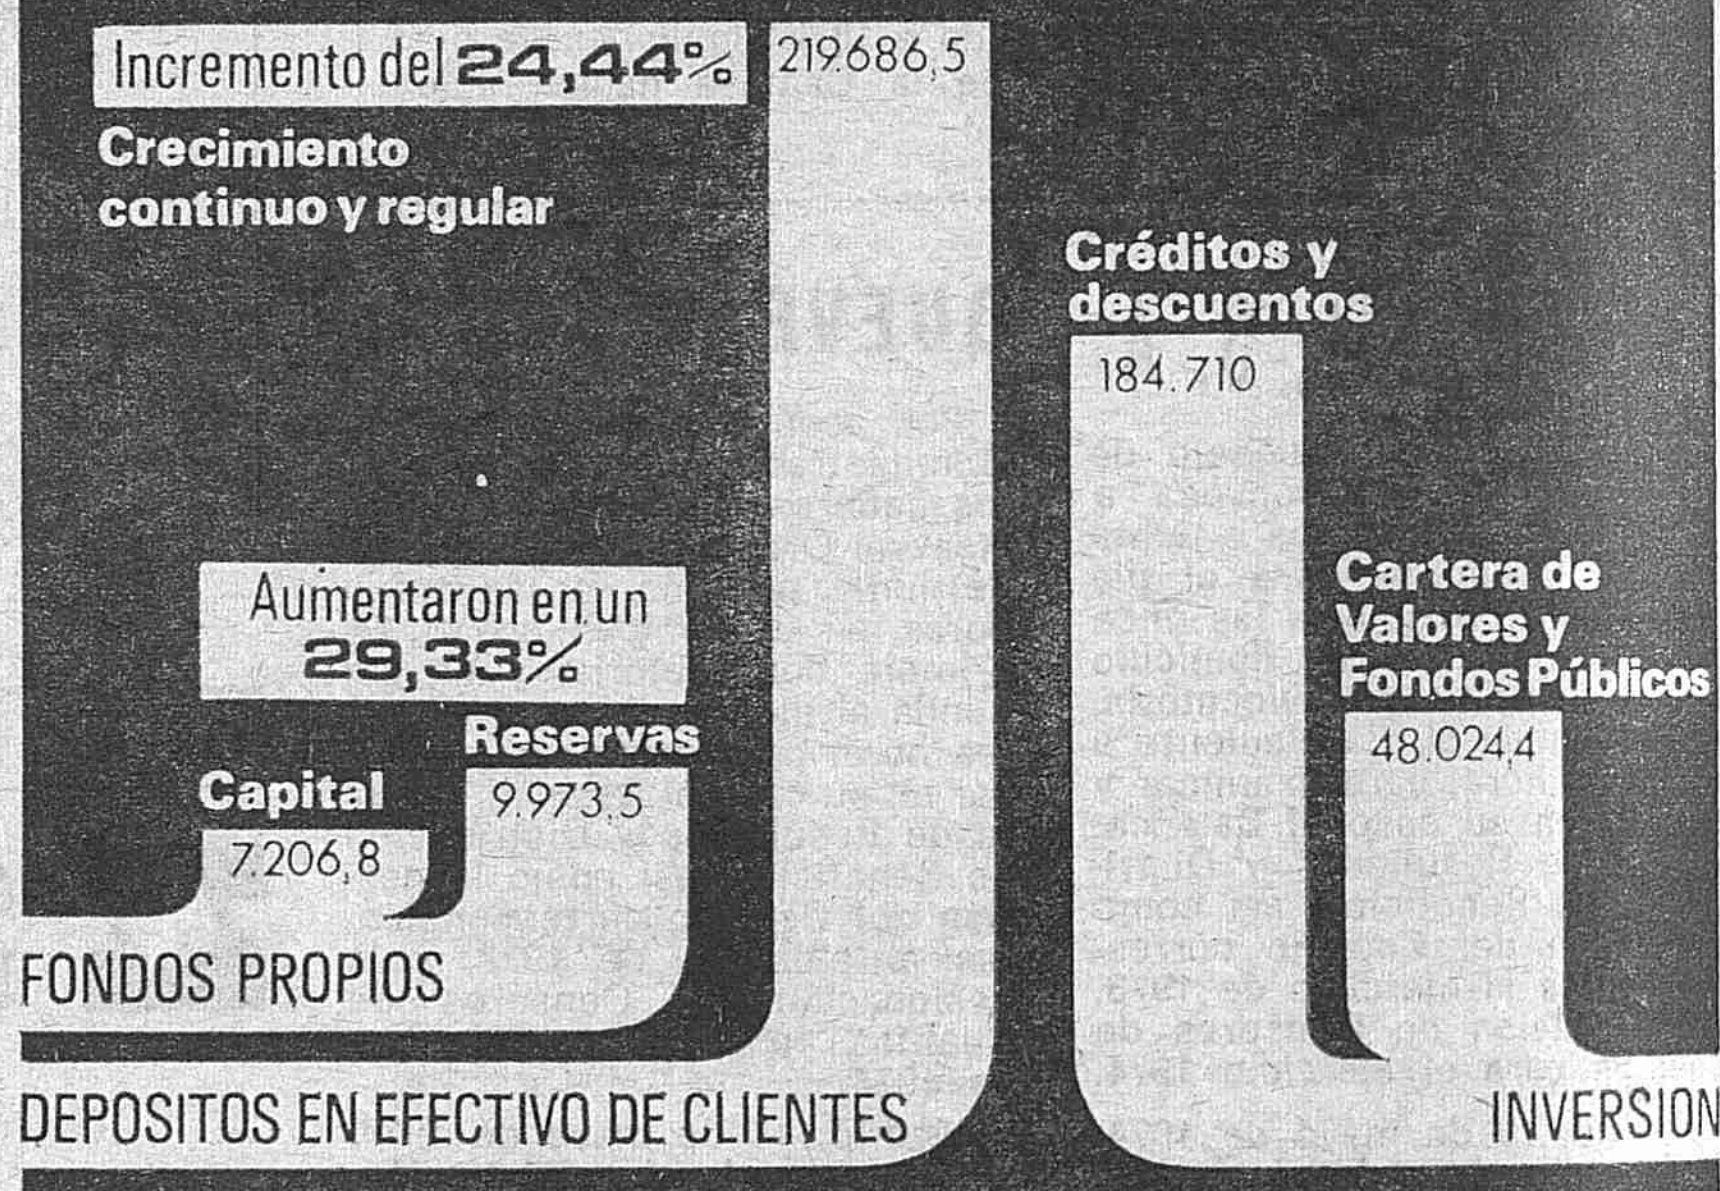 Incremento del 24,44%
219.686,5
Crecimiento
continuo y regular
Créditos y
descuentos
184.710
Aumentaron en un
29,33%
Cartera de
Valores y
Fondos Públicos
48.024,4
Reservas
9.973,5
Capital
7.206,8
FONDOS PROPIOS
DEPOSITOS EN EFECTIVO DE CLIENTES
INVERSION